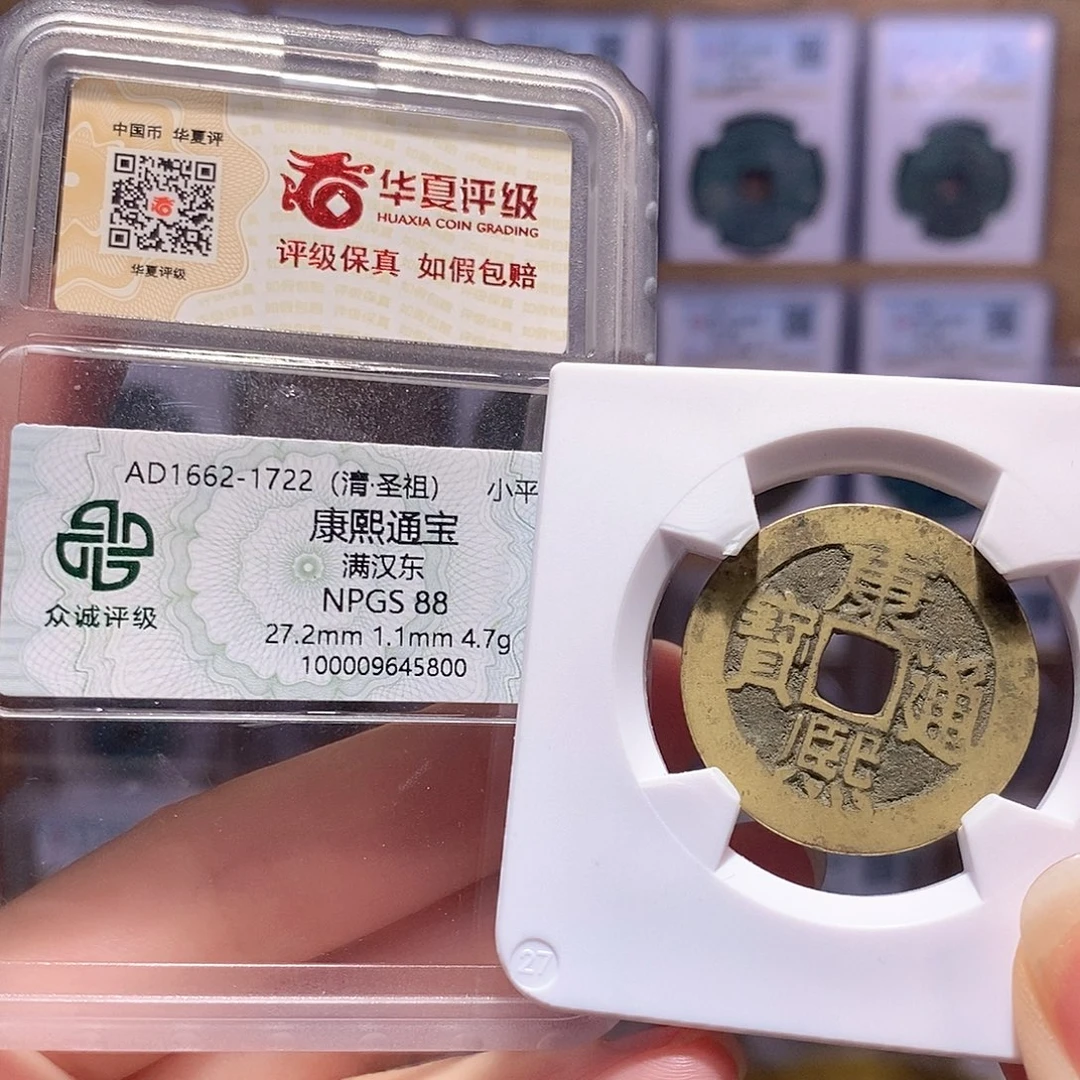 中国币 华夏评
华夏评级
华夏评级
HUAXIA COIN GRADING
评级保真 如假包赔
AD1662-1722（清·圣祖） 小平
康熙通宝
满汉东
NPGS 88
27.2mm 1.1mm 4.7g
100009645800
众诚评级
康熙通寶
27